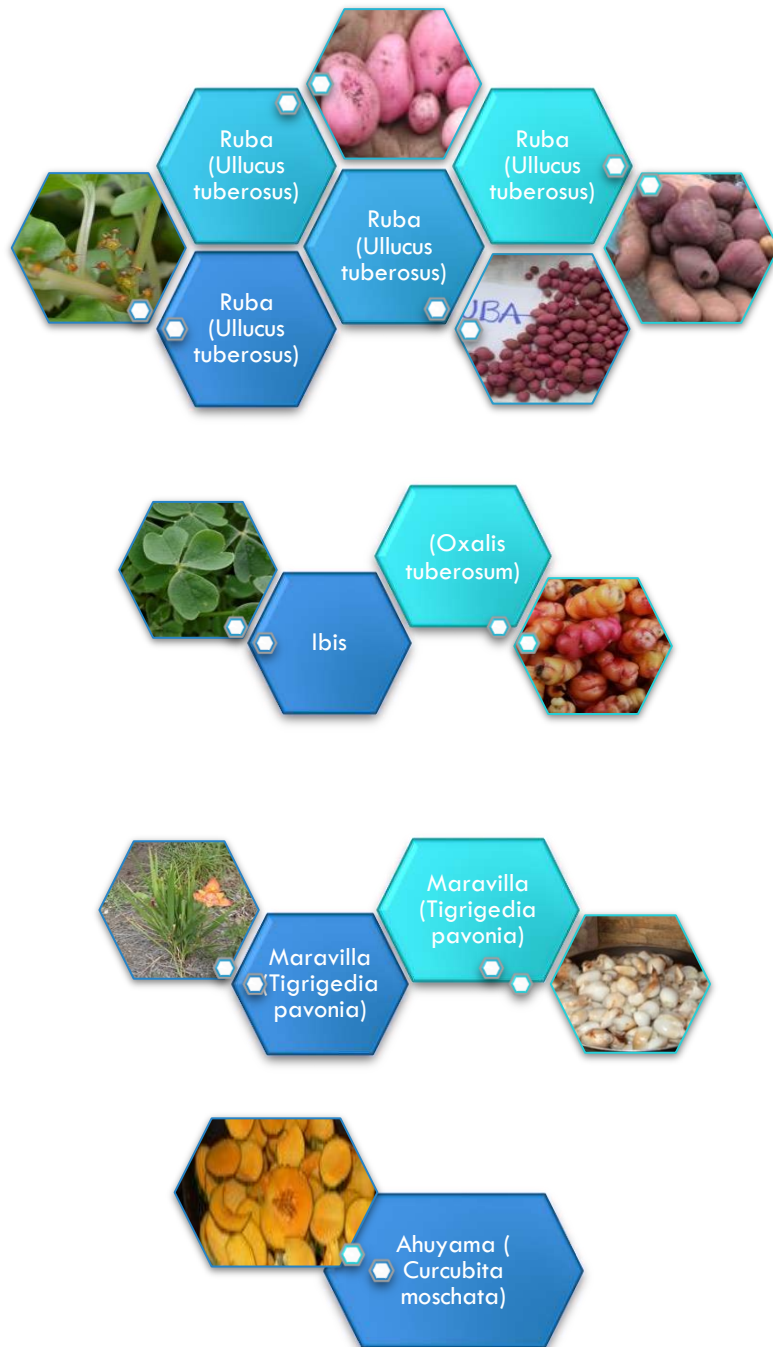 Ruba
(Ullucus
tuberosus)
Ruba
(Ullucus
tuberosus)
Ruba
(Ullucus
tuberosus)
Ruba
(Ullucus
tuberosus)
UBA
Ibis
(Oxalis
tuberosum)
Maravilla
(Tigrigedia
pavonia)
Maravilla
(Tigrigedia
pavonia)
Ahuyama (
Curcubita
moschata)